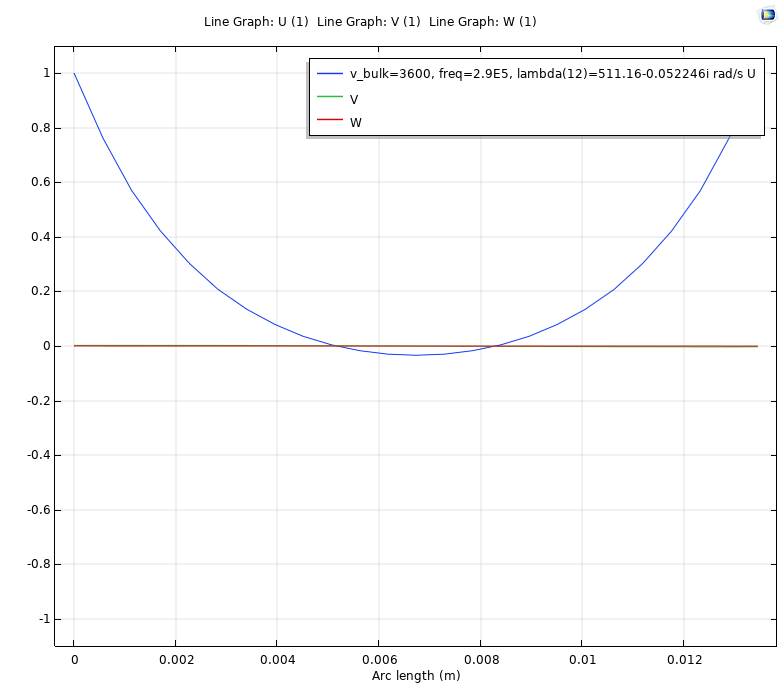 Line Graph: U (1) Line Graph: V (1) Line Graph: W (1)
v_bulk=3600, freq=2.9E5, lambda(12)=511.16-0.052246i rad/s U
V
W
1
0.8
0.6
0.4
0.2
0
-0.2
-0.4
-0.6
-0.8
-1
0 0.002 0.004 0.006 0.008 0.01 0.012
Arc length (m)